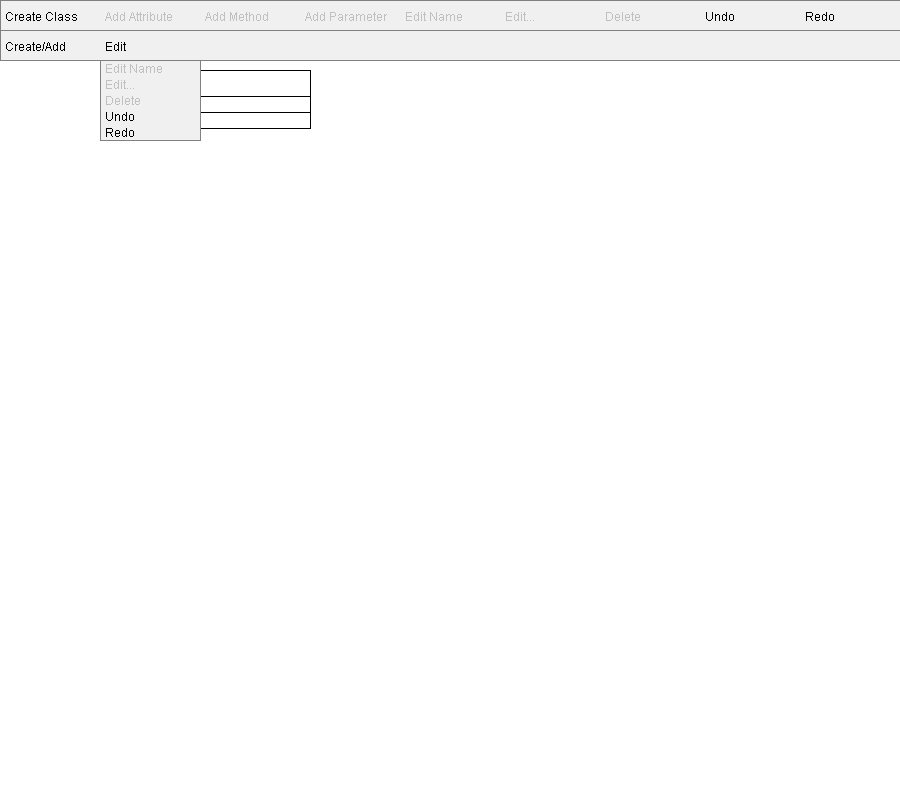 Create Class Add Attribute Add Method Add Parameter Edit Name Edit... Delete Undo Redo
Create/Add Edit
Edit Name
Edit...
Delete
Undo
Redo